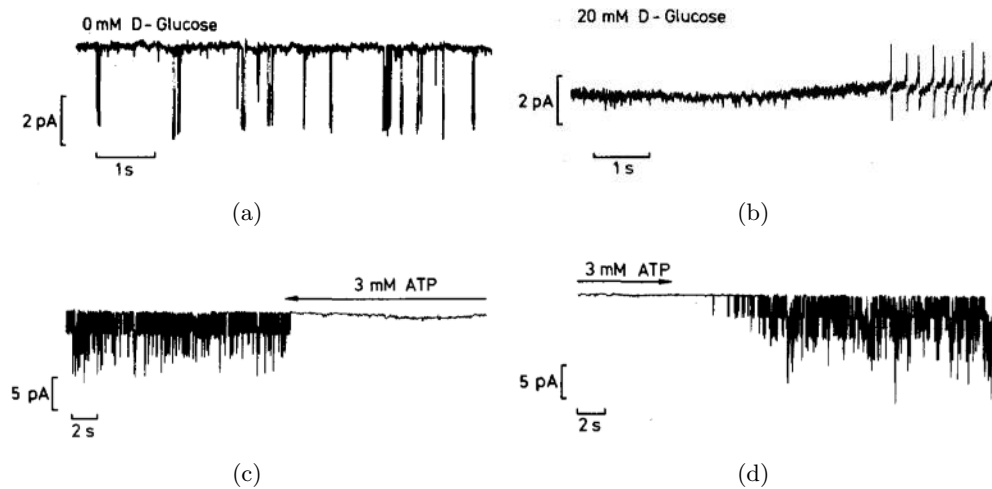 0 mM D-Glucose
2 pA
1 s
(a)
20 mM D-Glucose
2 pA
1 s
(b)
3 mM ATP
5 pA
2 s
(c)
3 mM ATP
5 pA
2 s
(d)